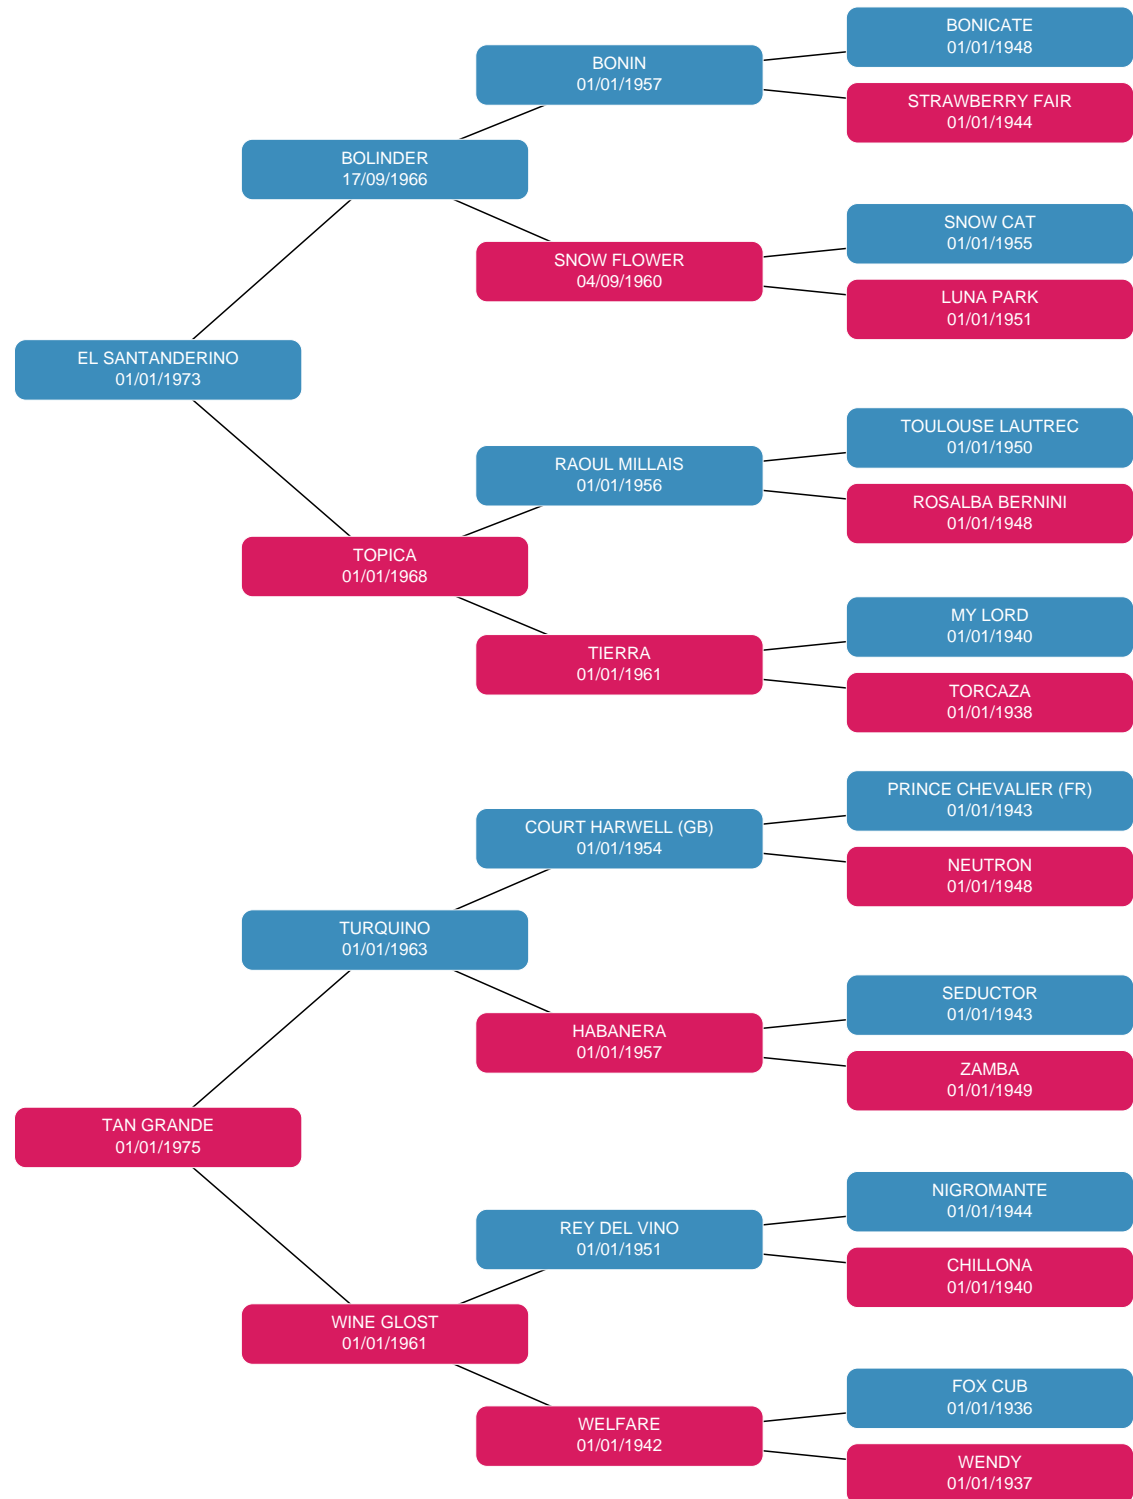 BONICATE
01/01/1948
BONIN
01/01/1957
STRAWBERRY FAIR
01/01/1944
BOLINDER
17/09/1966
SNOW CAT
01/01/1955
SNOW FLOWER
04/09/1960
LUNA PARK
01/01/1951
EL SANTANDERINO
01/01/1973
TOULOUSE LAUTREC
01/01/1950
RAOUL MILLAIS
01/01/1956
ROSALBA BERNINI
01/01/1948
TOPICA
01/01/1968
MY LORD
01/01/1940
TIERRA
01/01/1961
TORCAZA
01/01/1938
PRINCE CHEVALIER (FR)
01/01/1943
COURT HARWELL (GB)
01/01/1954
NEUTRON
01/01/1948
TURQUINO
01/01/1963
SEDUCTOR
01/01/1943
HABANERA
01/01/1957
ZAMBA
01/01/1949
TAN GRANDE
01/01/1975
NIGROMANTE
01/01/1944
REY DEL VINO
01/01/1951
CHILLONA
01/01/1940
WINE GLOST
01/01/1961
FOX CUB
01/01/1936
WELFARE
01/01/1942
WENDY
01/01/1937